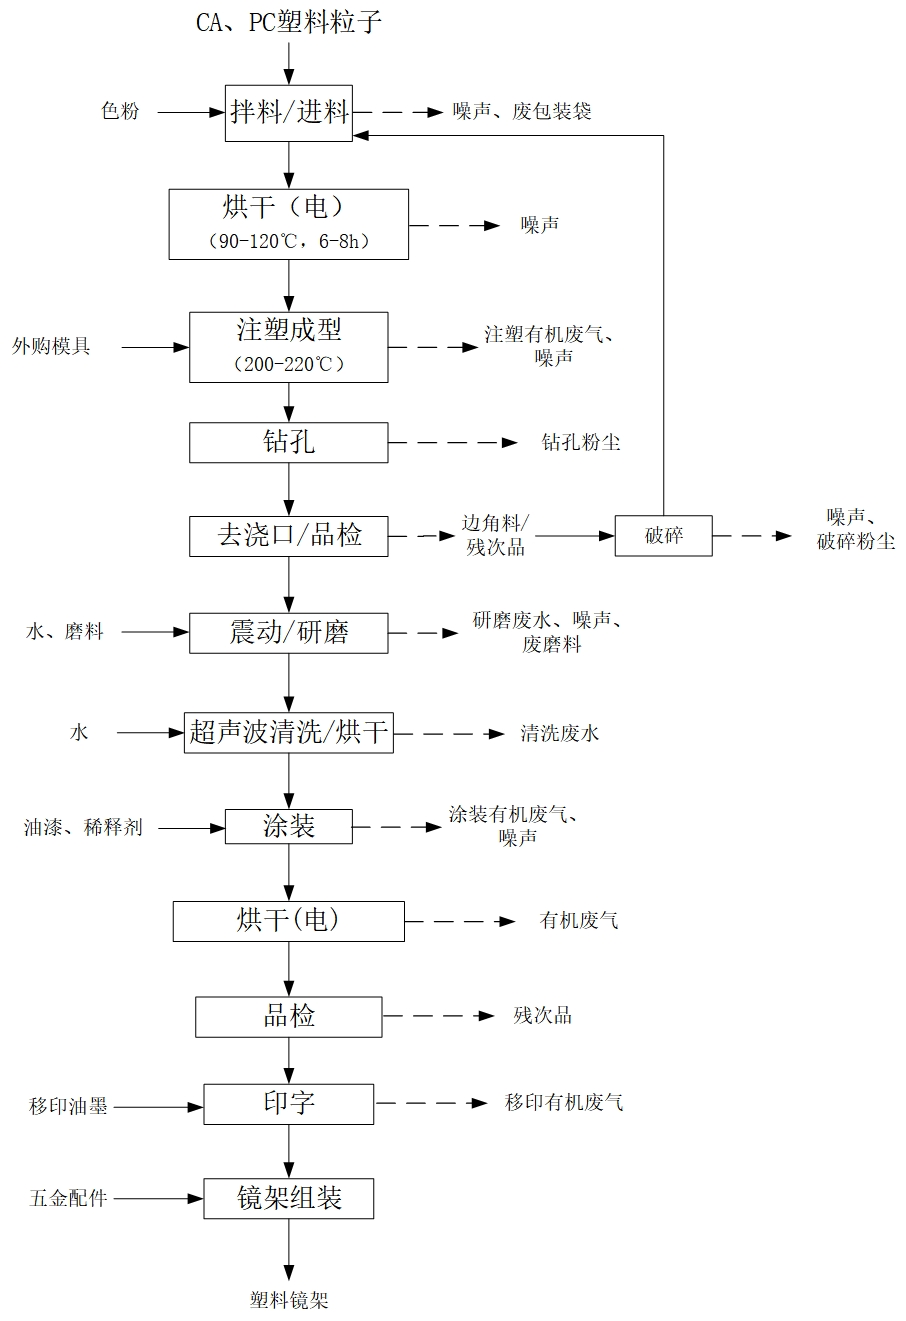 CA、PC塑料粒子
色粉
拌料/进料
噪声、废包装袋
烘干（电）
（90-120℃，6-8h）
噪声
外购模具
注塑成型
（200-220℃）
注塑有机废气、
噪声
钻孔
钻孔粉尘
去浇口/品检
边角料/
残次品
破碎
噪声、
破碎粉尘
水、磨料
震动/研磨
研磨废水、噪声、
废磨料
水
超声波清洗/烘干
清洗废水
油漆、稀释剂
涂装
涂装有机废气、
噪声
烘干(电)
有机废气
品检
残次品
移印油墨
印字
移印有机废气
五金配件
镜架组装
塑料镜架